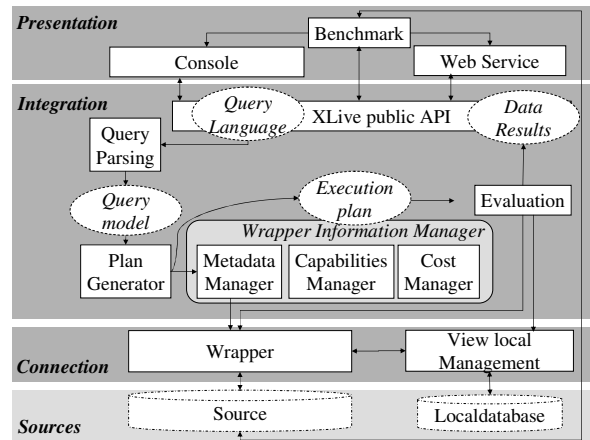 Presentation
Benchmark
Console
Web Service
Integration
Query
Language
XLive public API
Data
Results
Query
Parsing
Query
model
Execution
plan
Evaluation
Wrapper Information Manager
Plan
Generator
Metadata
Manager
Capabilities
Manager
Cost
Manager
Connection
Wrapper
View local
Management
Sources
Source
Localdatabase